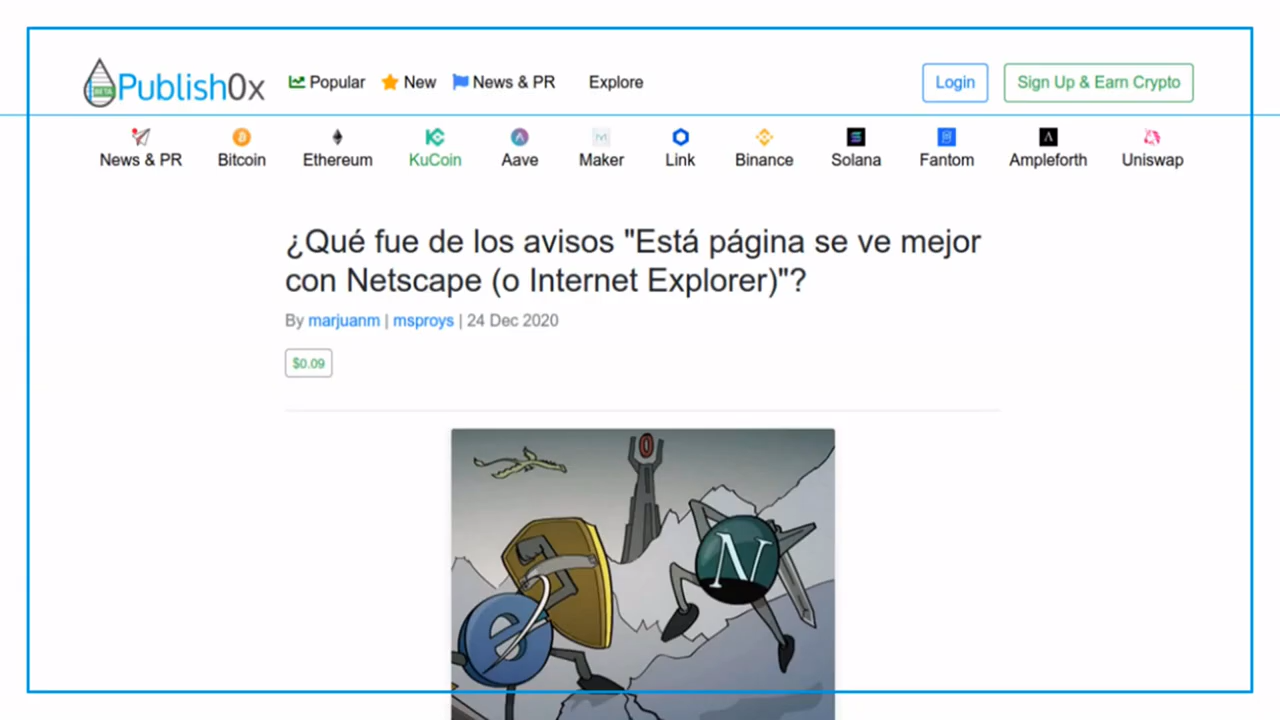 BETA
Publish0x
Popular
New
News & PR
Explore
Login
Sign Up & Earn Crypto
News & PR
Bitcoin
Ethereum
KuCoin
Aave
Maker
Link
Binance
Solana
Fantom
Ampleforth
Uniswap
¿Qué fue de los avisos "Está página se ve mejor
con Netscape (o Internet Explorer)"?
By marjuanm | msproys | 24 Dec 2020
$0.09
N
e